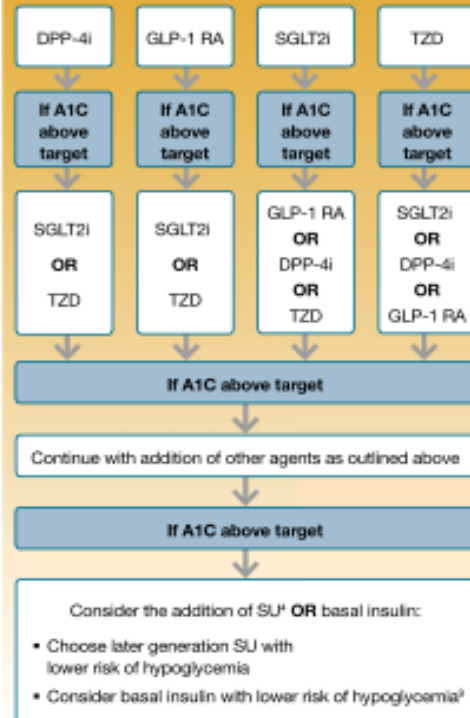 DPP-4i
GLP-1 RA
SGLT2i
TZD
If A1C
above
target
If A1C
above
target
If A1C
above
target
If A1C
above
target
SGLT2i
OR
TZD
SGLT2i
OR
TZD
GLP-1 RA
OR
DPP-4i
OR
TZD
SGLT2i
OR
DPP-4i
OR
GLP-1 RA
If A1C above target
Continue with addition of other agents as outlined above
If A1C above target
Consider the addition of SU⁴ OR basal insulin:
▪ Choose later generation SU with
lower risk of hypoglycemia
▪ Consider basal insulin with lower risk of hypoglycemia